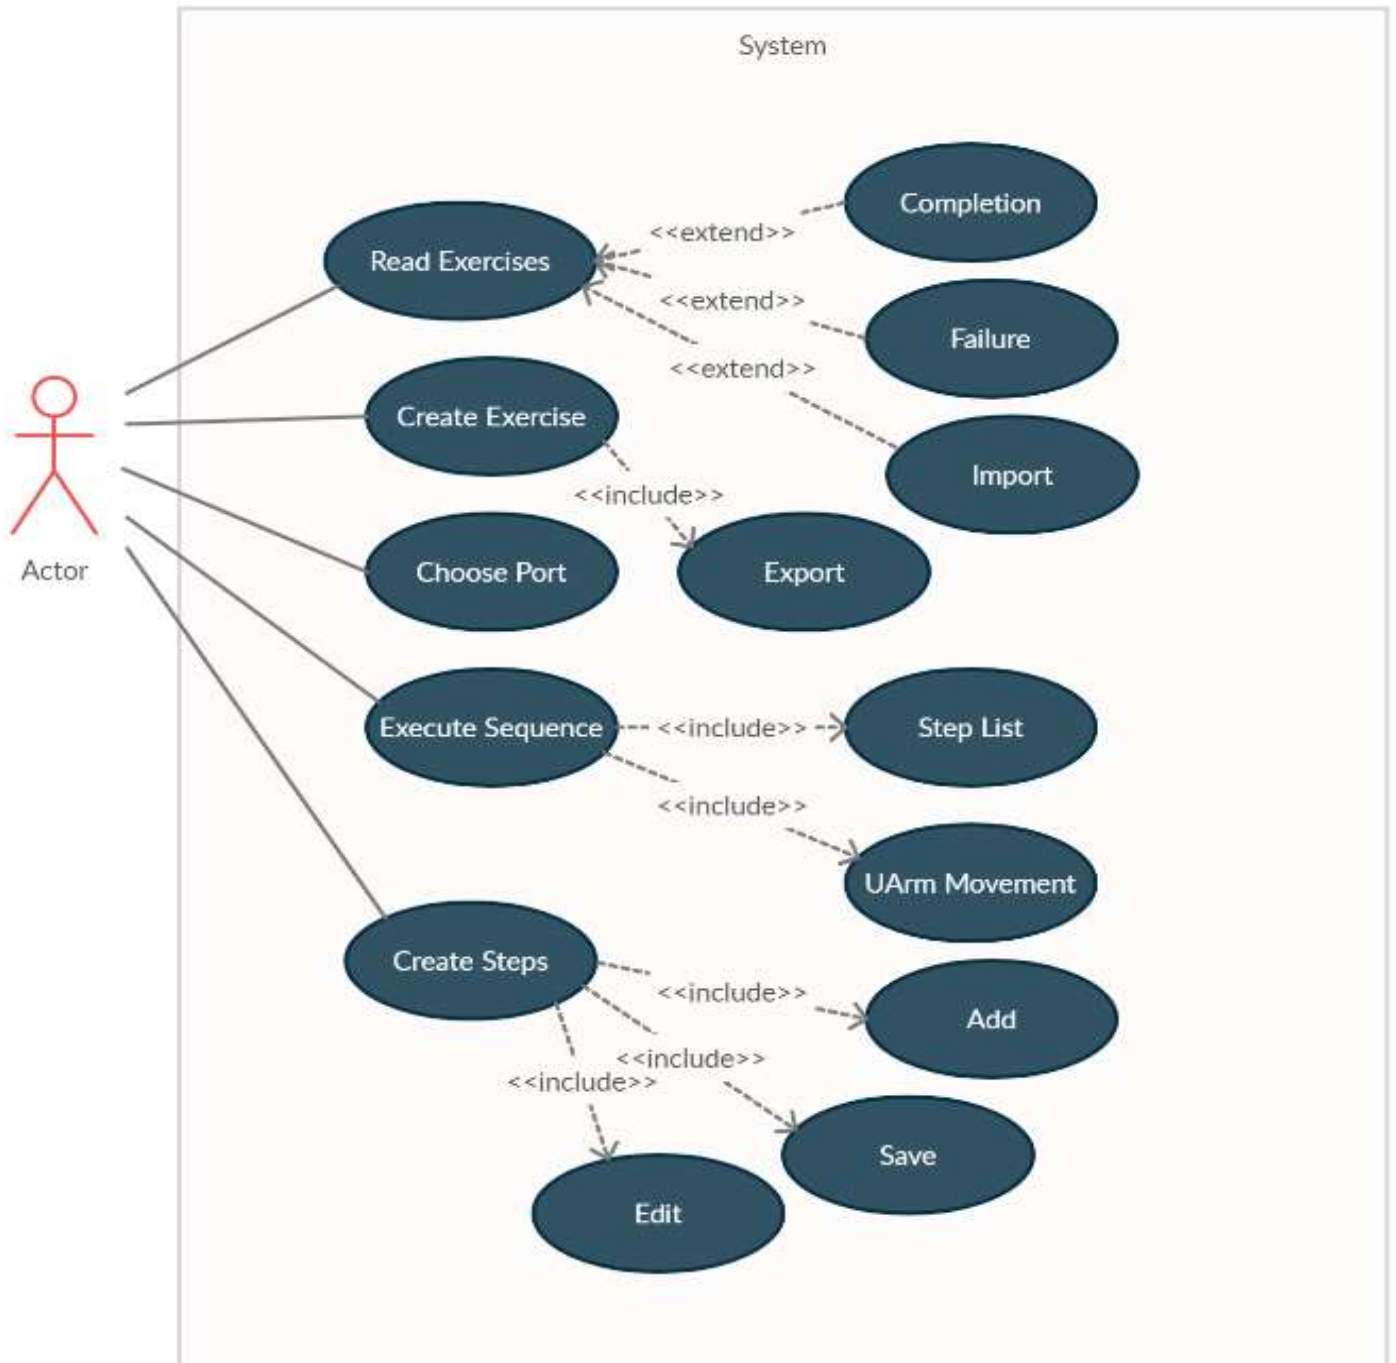 System
Completion
<<extend>>
Read Exercises
<<extend>>
Failure
<<extend>>
Create Exercise
Import
<<include>>
Actor
Choose Port
Export
Execute Sequence
<<include>>
Step List
<<include>>
UArm Movement
Create Steps
<<include>>
Add
<<include>>
<<include>>
Save
Edit